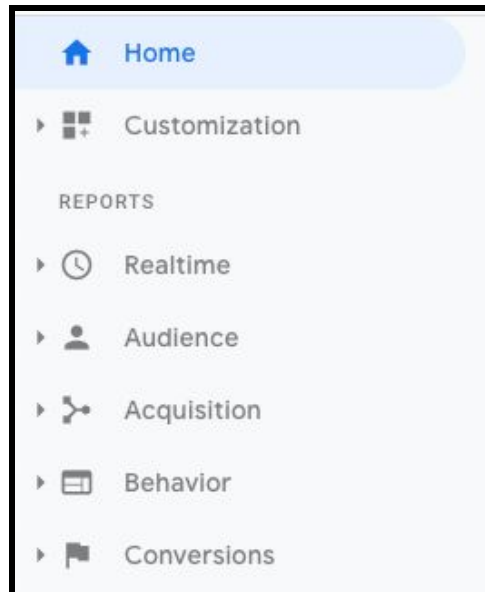 Home
Customization
REPORTS
Realtime
Audience
Acquisition
Behavior
Conversions